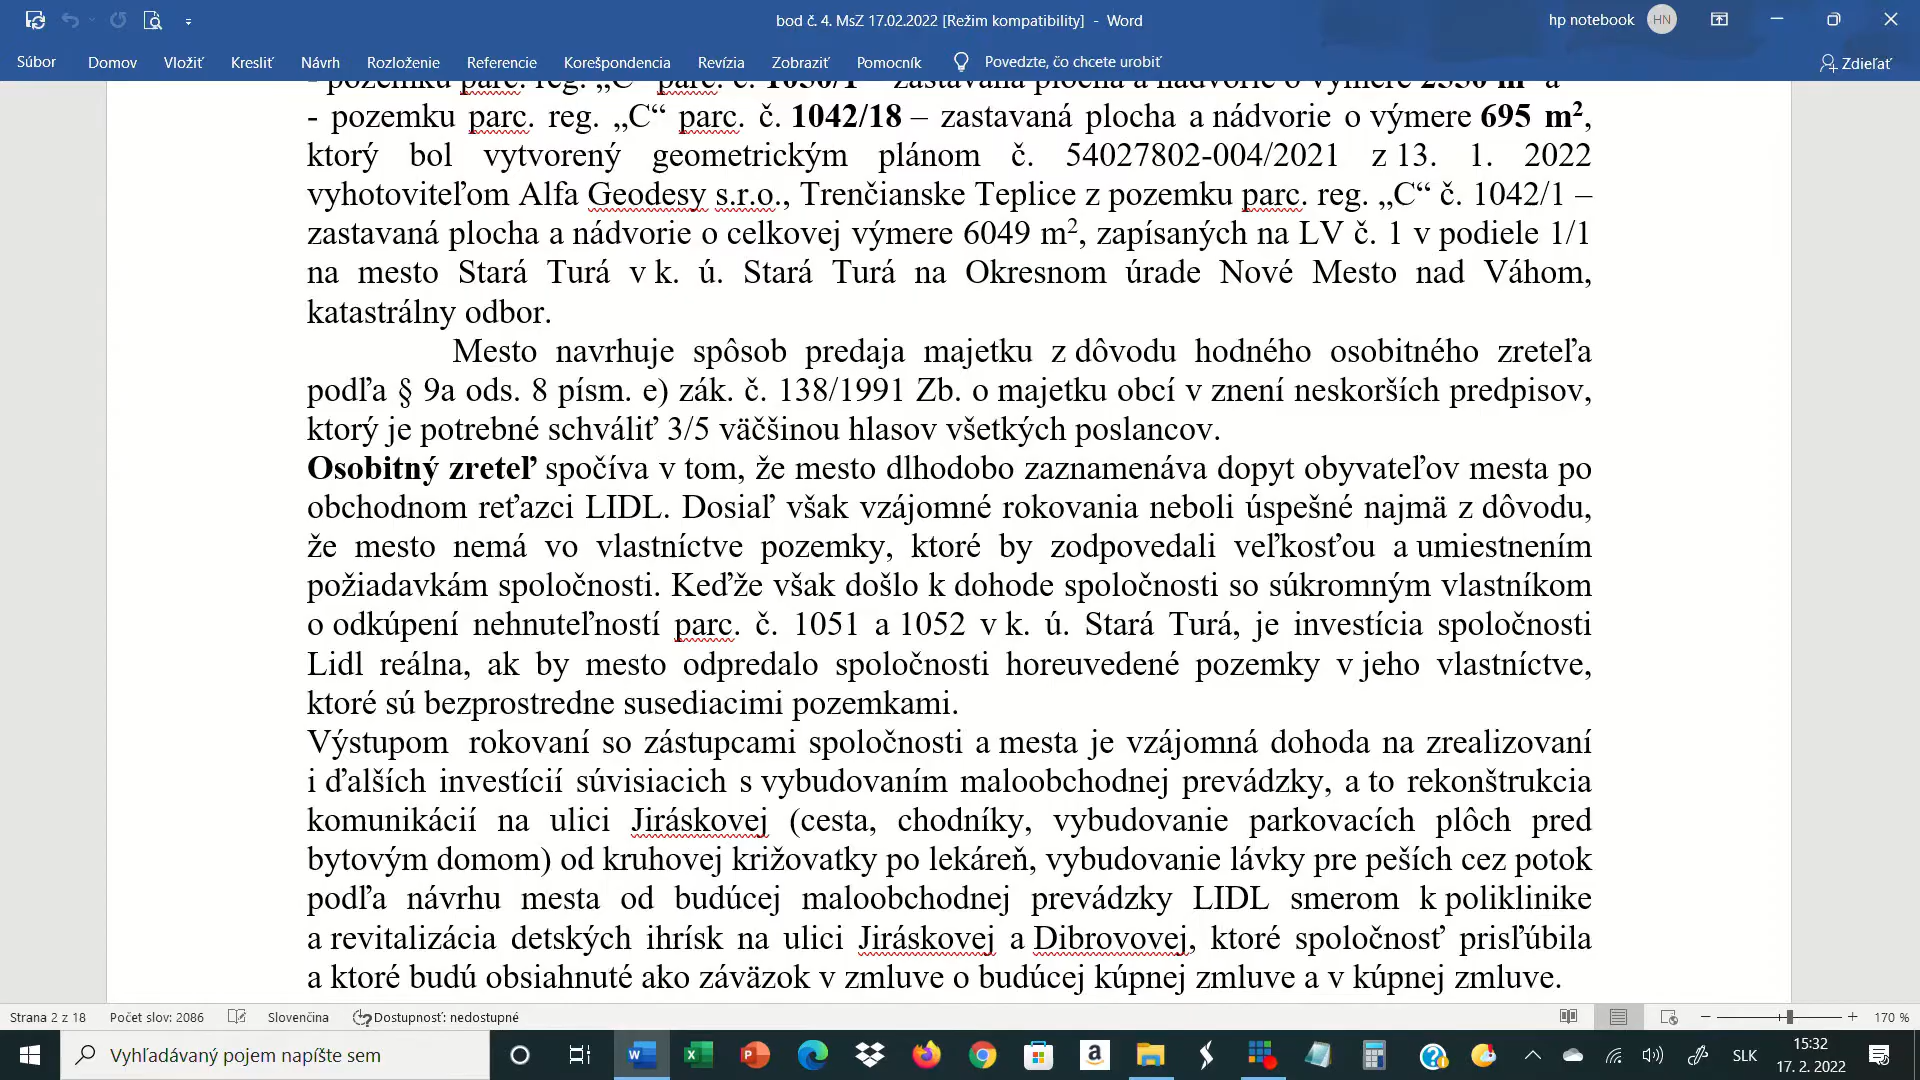 bod č. 4. MsZ 17.02.2022 [Režim kompatibility] - Word
hp notebook HN
Súbor Domov Vložiť Kresliť Návrh Rozloženie Referencie Korešpondencia Revízia Zobraziť Pomocník Povedzte, čo chcete urobiť Zdieľať
- pozemku parc. reg. „C“ parc. č. 1050/1 – zastavaná plocha a nádvorie o výmere 2550 m² a
- pozemku parc. reg. „C“ parc. č. 1042/18 – zastavaná plocha a nádvorie o výmere 695 m²,
ktorý bol vytvorený geometrickým plánom č. 54027802-004/2021 z 13. 1. 2022
vyhotoviteľom Alfa Geodesy s.r.o., Trenčianske Teplice z pozemku parc. reg. „C“ č. 1042/1 –
zastavaná plocha a nádvorie o celkovej výmere 6049 m², zapísaných na LV č. 1 v podiele 1/1
na mesto Stará Turá v k. ú. Stará Turá na Okresnom úrade Nové Mesto nad Váhom,
katastrálny odbor.
Mesto navrhuje spôsob predaja majetku z dôvodu hodného osobitného zreteľa
podľa § 9a ods. 8 písm. e) zák. č. 138/1991 Zb. o majetku obcí v znení neskorších predpisov,
ktorý je potrebné schváliť 3/5 väčšinou hlasov všetkých poslancov.
Osobitný zreteľ spočíva v tom, že mesto dlhodobo zaznamenáva dopyt obyvateľov mesta po
obchodnom reťazci LIDL. Dosiaľ však vzájomné rokovania neboli úspešné najmä z dôvodu,
že mesto nemá vo vlastníctve pozemky, ktoré by zodpovedali veľkosťou a umiestnením
požiadavkám spoločnosti. Keďže však došlo k dohode spoločnosti so súkromným vlastníkom
o odkúpení nehnuteľností parc. č. 1051 a 1052 v k. ú. Stará Turá, je investícia spoločnosti
Lidl reálna, ak by mesto odpredalo spoločnosti horeuvedené pozemky v jeho vlastníctve,
ktoré sú bezprostredne susediacimi pozemkami.
Výstupom rokovaní so zástupcami spoločnosti a mesta je vzájomná dohoda na zrealizovaní
i ďalších investícií súvisiacich s vybudovaním maloobchodnej prevádzky, a to rekonštrukcia
komunikácií na ulici Jiráskovej (cesta, chodníky, vybudovanie parkovacích plôch pred
bytovým domom) od kruhovej križovatky po lekáreň, vybudovanie lávky pre peších cez potok
podľa návrhu mesta od budúcej maloobchodnej prevádzky LIDL smerom k poliklinike
a revitalizácia detských ihrísk na ulici Jiráskovej a Dibrovovej, ktoré spoločnosť prisľúbila
a ktoré budú obsiahnuté ako záväzok v zmluve o budúcej kúpnej zmluve a v kúpnej zmluve.
Strana 2 z 18 Počet slov: 2086 Slovenčina Dostupnosť: nedostupné 170 %
Vyhľadávaný pojem napíšte sem
SLK
15:32
17. 2. 2022